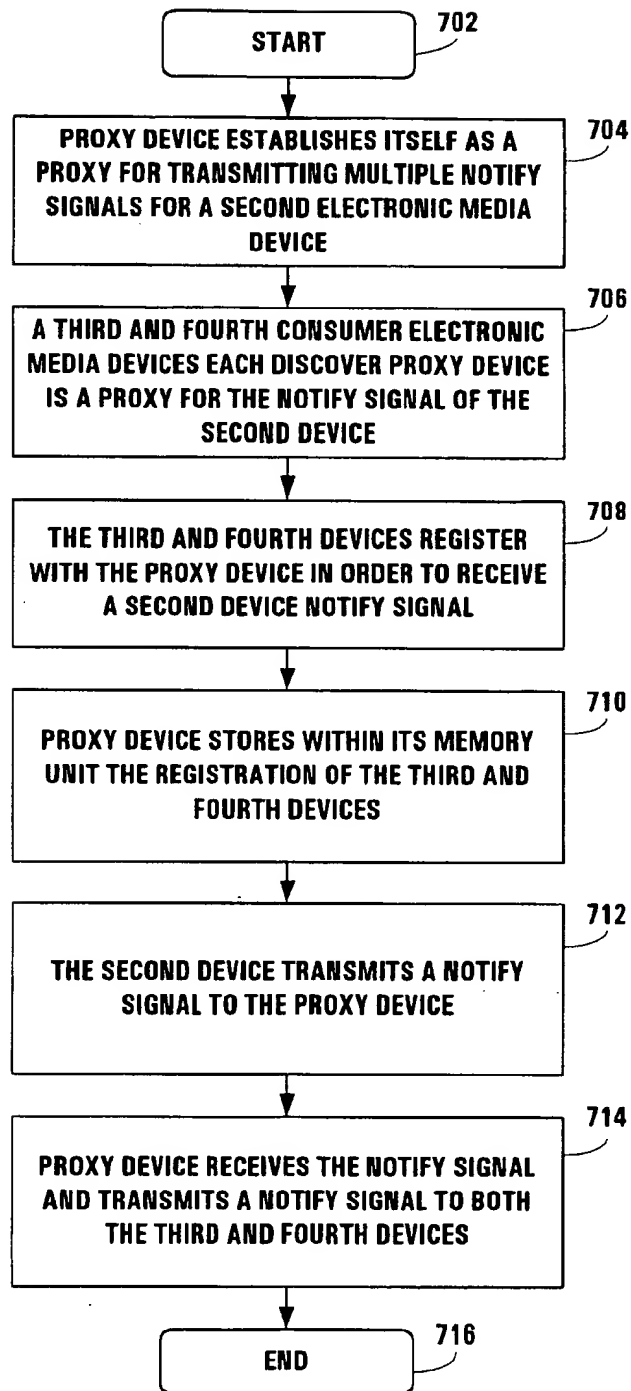 START
702
PROXY DEVICE ESTABLISHES ITSELF AS A
PROXY FOR TRANSMITTING MULTIPLE NOTIFY
SIGNALS FOR A SECOND ELECTRONIC MEDIA
DEVICE
704
A THIRD AND FOURTH CONSUMER ELECTRONIC
MEDIA DEVICES EACH DISCOVER PROXY DEVICE
IS A PROXY FOR THE NOTIFY SIGNAL OF THE
SECOND DEVICE
706
THE THIRD AND FOURTH DEVICES REGISTER
WITH THE PROXY DEVICE IN ORDER TO RECEIVE
A SECOND DEVICE NOTIFY SIGNAL
708
PROXY DEVICE STORES WITHIN ITS MEMORY
UNIT THE REGISTRATION OF THE THIRD AND
FOURTH DEVICES
710
THE SECOND DEVICE TRANSMITS A NOTIFY
SIGNAL TO THE PROXY DEVICE
712
PROXY DEVICE RECEIVES THE NOTIFY SIGNAL
AND TRANSMITS A NOTIFY SIGNAL TO BOTH
THE THIRD AND FOURTH DEVICES
714
END
716